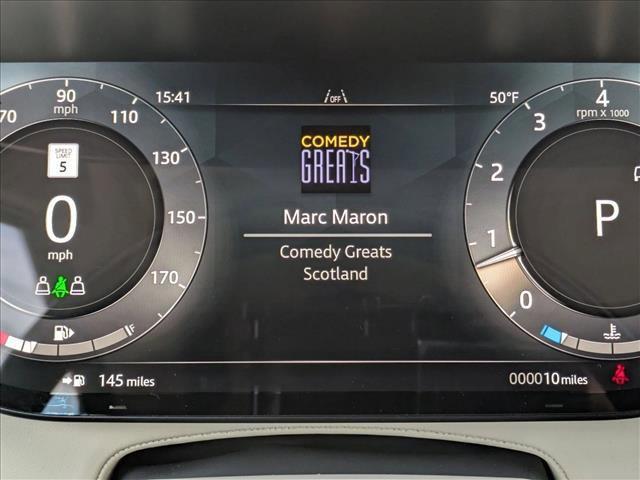 15:41
OFF
50°F
70
90
mph
110
130
150
170
SPEED
LIMIT
5
0
mph
F
COMEDY
GREATS
Marc Maron
Comedy Greats
Scotland
4
rpm x 1000
3
2
1
0
P
145 miles
000010 miles